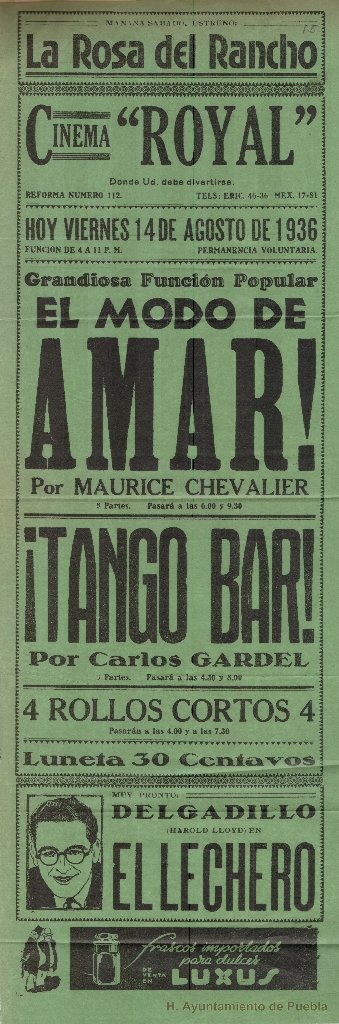 MAÑANA SABADO, ESTRENO:
La Rosa del Rancho
CINEMA "ROYAL"
Donde Ud. debe divertirse.
REFORMA NUMERO 112. TELS: ERIC. 46-36 MEX. 17-81
HOY VIERNES 14 DE AGOSTO DE 1936
FUNCION DE 4 A 11 P. M. PERMANENCIA VOLUNTARIA.
Grandiosa Función Popular
EL MODO DE
AMAR!
Por MAURICE CHEVALIER
8 Partes. Pasará a las 6.00 y 9.30
¡TANGO BAR!
Por Carlos GARDEL
7 Partes. Pasará a las 4.30 y 8.00
4 ROLLOS CORTOS 4
Pasarán a las 4.00 y a las 7.30
Luneta 30 Centavos
MUY PRONTO:
DELGADILLO
(HAROLD LLOYD) EN
EL LECHERO
frascos importados
para dulces
DE VENTA EN LUXUS
H. Ayuntamiento de Puebla